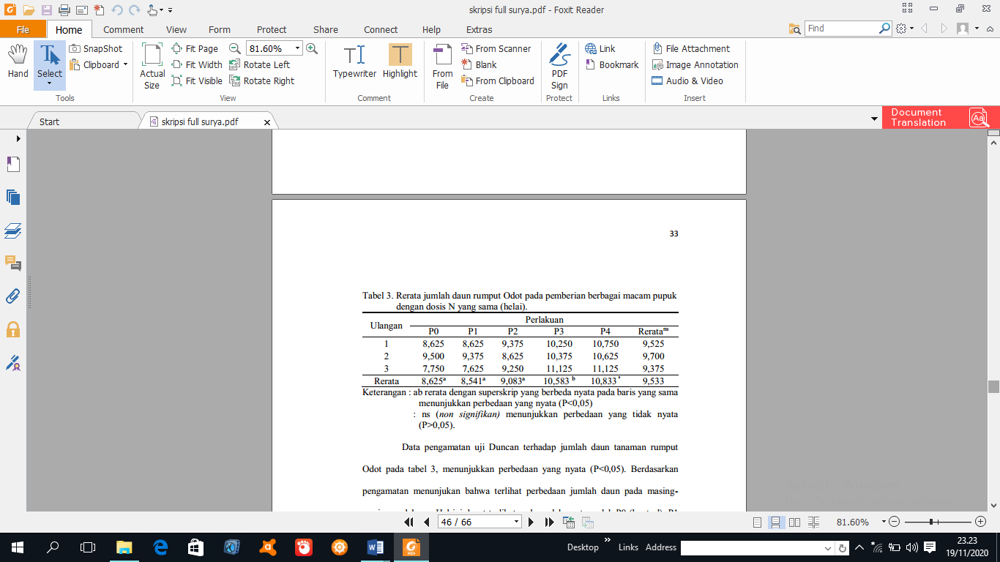 skripsi full surya.pdf - Foxit Reader
File Home Comment View Form Protect Share Connect Help Extras Find
Hand
Select
SnapShot
Clipboard
Tools
Actual Size
Fit Page
Fit Width
Fit Visible
81.60%
Rotate Left
Rotate Right
View
Typewriter
Highlight
Comment
From File
From Scanner
Blank
From Clipboard
Create
PDF Sign
Protect
Link
Bookmark
Links
File Attachment
Image Annotation
Audio & Video
Insert
Start
skripsi full surya.pdf
Document
Translation
33
Tabel 3. Rerata jumlah daun rumput Odot pada pemberian berbagai macam pupuk
dengan dosis N yang sama (helai).
Ulangan Perlakuan
P0 P1 P2 P3 P4 Rerataⁿˢ
1 8,625 8,625 9,375 10,250 10,750 9,525
2 9,500 9,375 8,625 10,375 10,625 9,700
3 7,750 7,625 9,250 11,125 11,125 9,375
Rerata 8,625ᵃ 8,541ᵃ 9,083ᵃ 10,583 ᵇ 10,833 9,533
Keterangan : ab rerata dengan superskrip yang berbeda nyata pada baris yang sama
menunjukkan perbedaan yang nyata (P<0,05)
: ns (non signifikan) menunjukkan perbedaan yang tidak nyata
(P>0,05).
Data pengamatan uji Duncan terhadap jumlah daun tanaman rumput
Odot pada tabel 3, menunjukkan perbedaan yang nyata (P<0,05). Berdasarkan
pengamatan menunjukan bahwa terlihat perbedaan jumlah daun pada masing-
46 / 66
81.60%
Desktop
Links
Address
23.23
19/11/2020